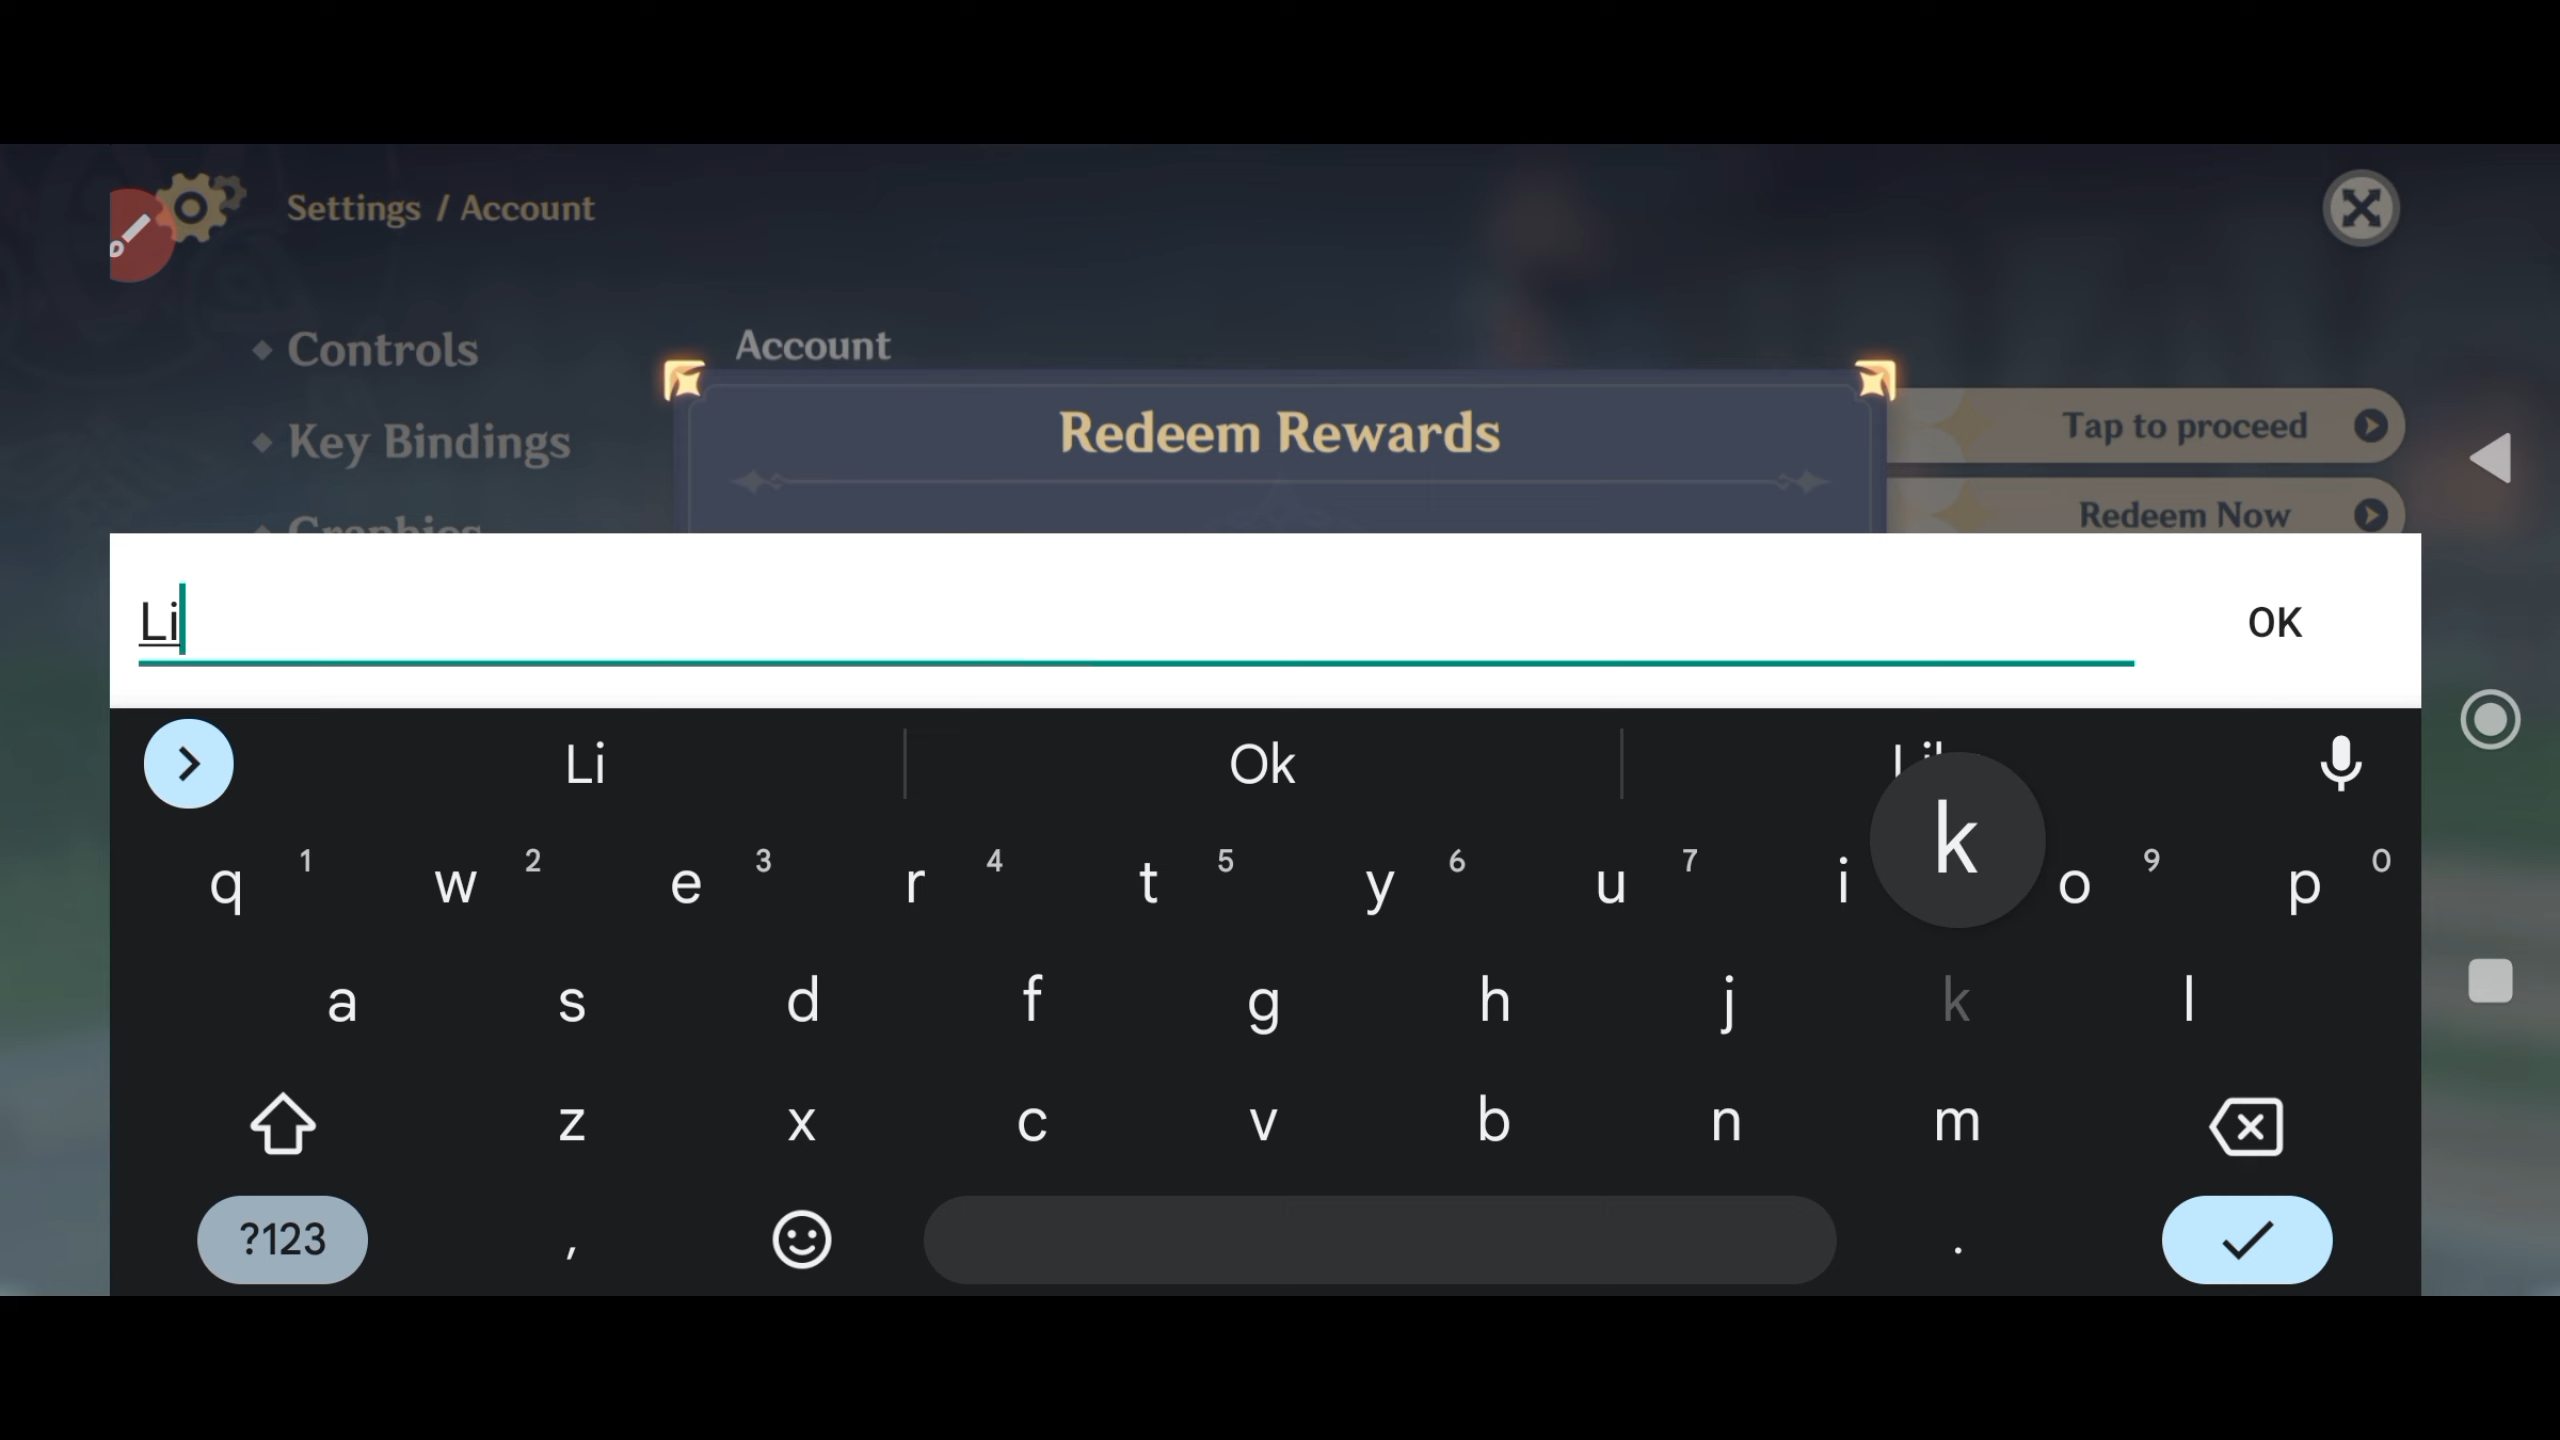 Settings / Account
Controls
Account
Key Bindings
Redeem Rewards
Tap to proceed
Graphics
Redeem Now
Li
OK
Li Ok
q 1 w 2 e 3 r 4 t 5 y 6 u 7 i k o 9 p 0
a s d f g h j k l
z x c v b n m
?123 , .